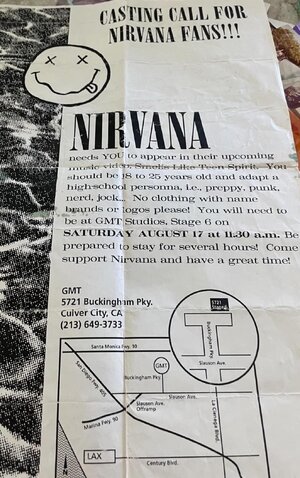 CASTING CALL FOR
NIRVANA FANS!!!
NIRVANA
needs YOU to appear in their upcoming
music video, Smells Like Teen Spirit. You
should be 18 to 25 years old and adapt a
high-school personna, i.e., preppy, punk,
nerd, jock... No clothing with name
brands or logos please! You will need to
be at GMT Studios, Stage 6 on
SATURDAY AUGUST 17 at 11.30 a.m. Be
prepared to stay for several hours! Come
support Nirvana and have a great time!
GMT
5721 Buckingham Pky.
Culver City, CA
(213) 649-3733
5721
Stage 6
Buckingham Pky.
Slauson Ave.
Santa Monica Fwy. 10
San Diego Fwy. 405
Buckingham Pky.
GMT
Slauson Ave.
Slauson Ave.
Offramp
Marina Fwy. 90
La Cienega Blvd.
LAX
Century Blvd.
N